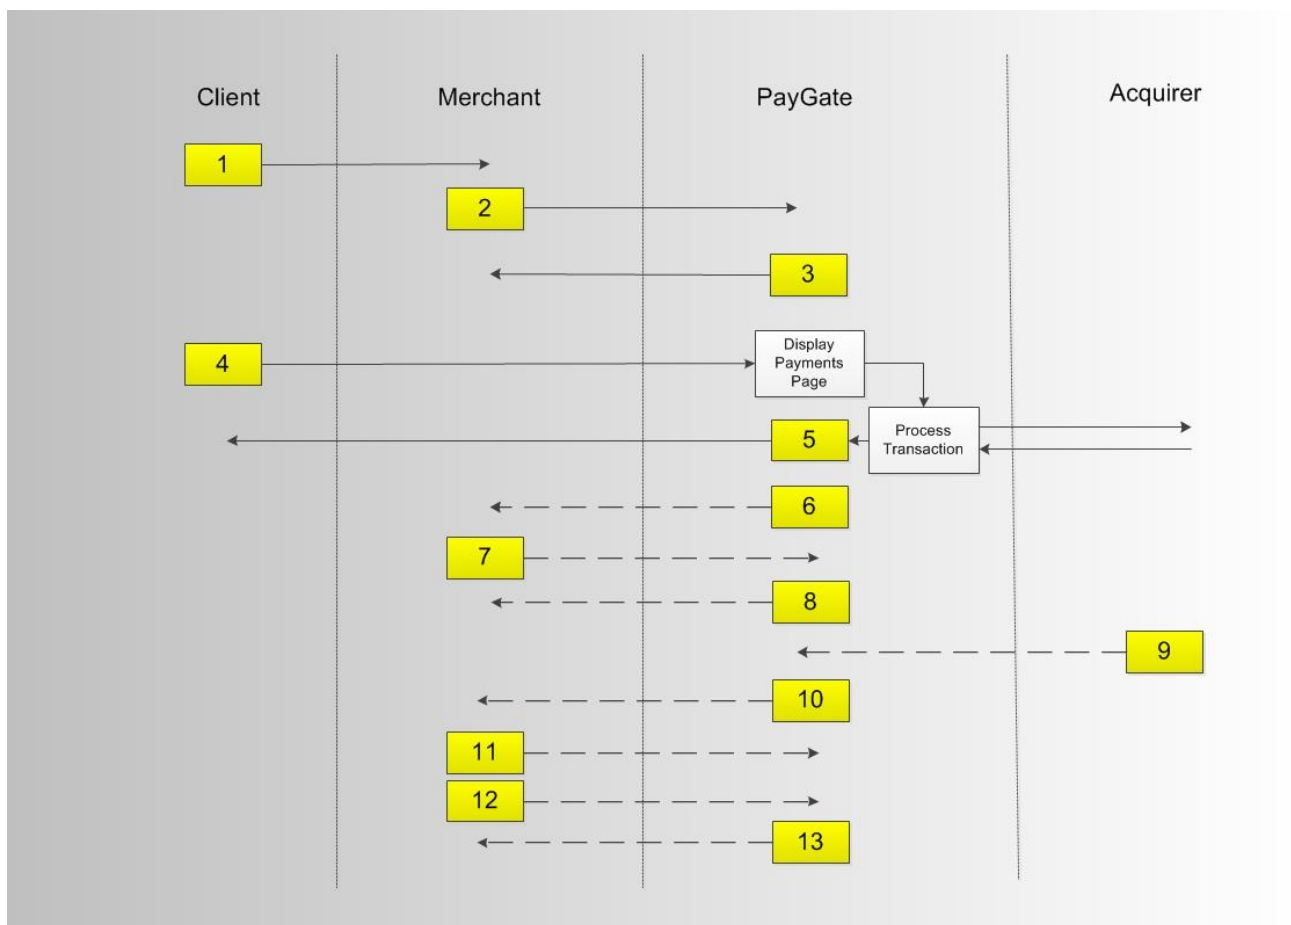 Client
Merchant
PayGate
Acquirer
1
2
3
4
Display
Payments
Page
5
Process
Transaction
6
7
8
9
10
11
12
13